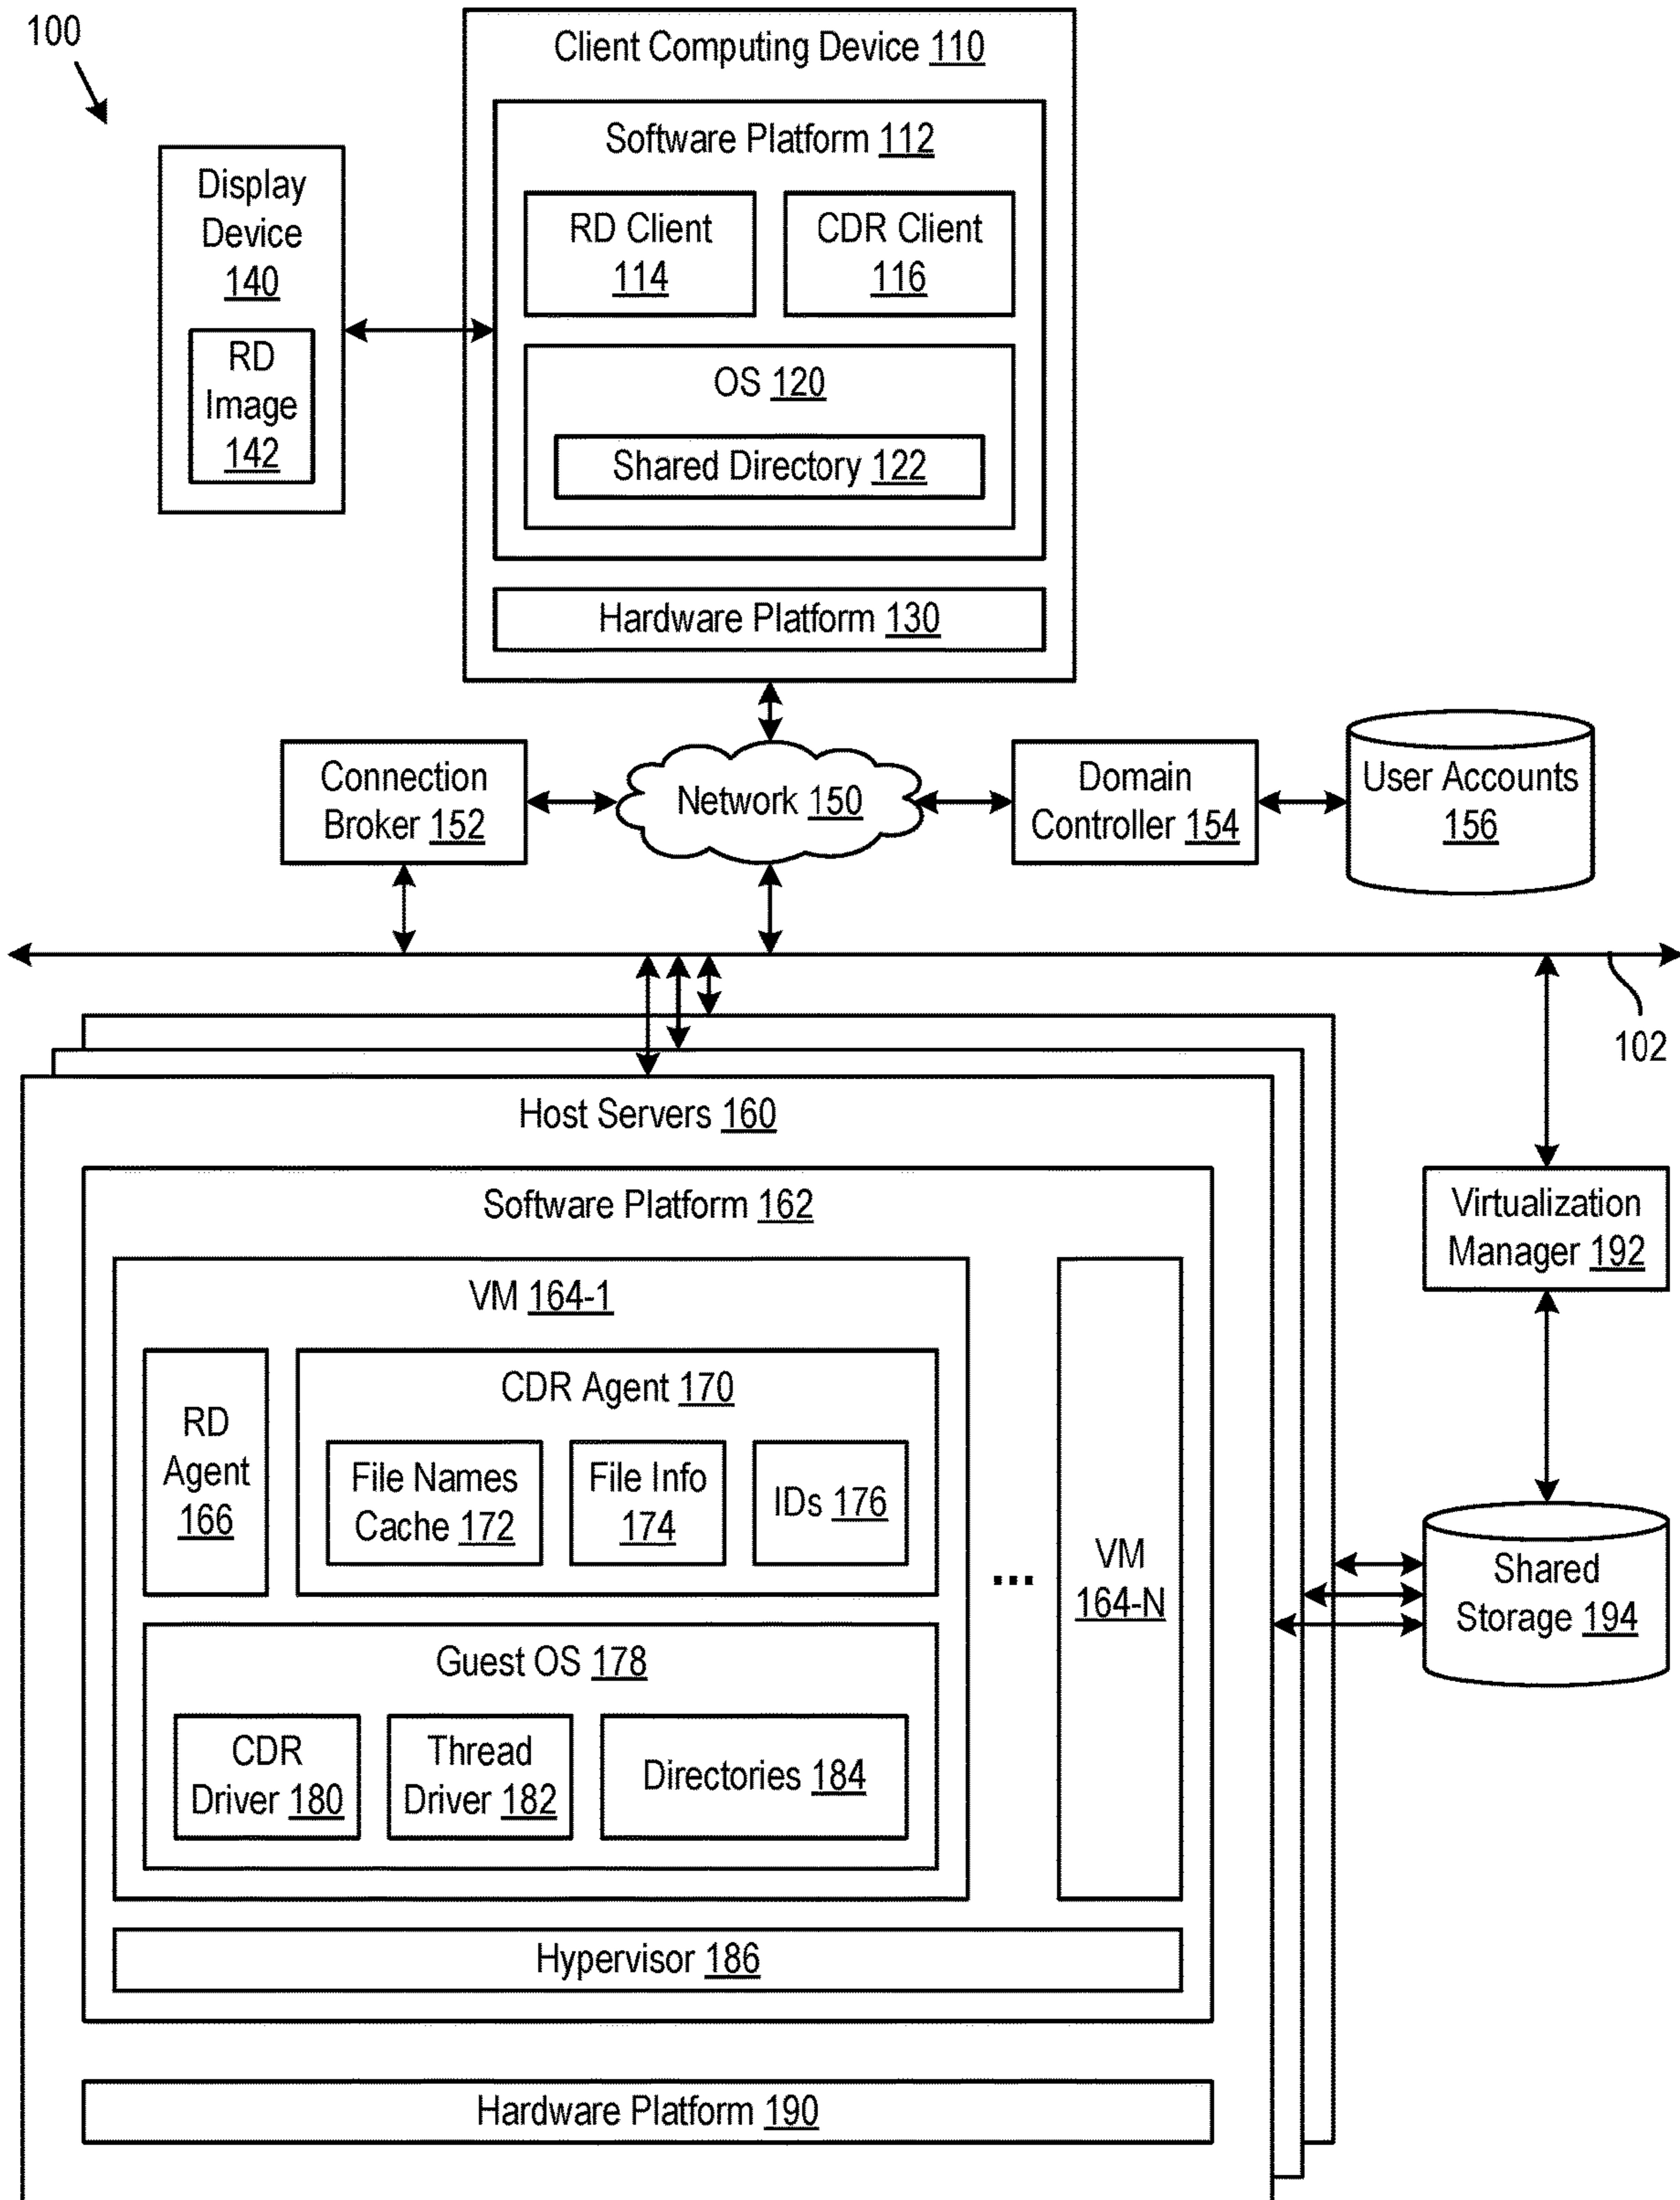 100
Client Computing Device 110
Software Platform 112
Display
Device
140
RD Client
114
CDR Client
116
RD
Image
142
OS 120
Shared Directory 122
Hardware Platform 130
Connection
Broker 152
Network 150
Domain
Controller 154
User Accounts
156
102
Host Servers 160
Software Platform 162
Virtualization
Manager 192
VM 164-1
CDR Agent 170
RD
Agent
166
File Names
Cache 172
File Info
174
IDs 176
...
VM
164-N
Shared
Storage 194
Guest OS 178
CDR
Driver 180
Thread
Driver 182
Directories 184
Hypervisor 186
Hardware Platform 190